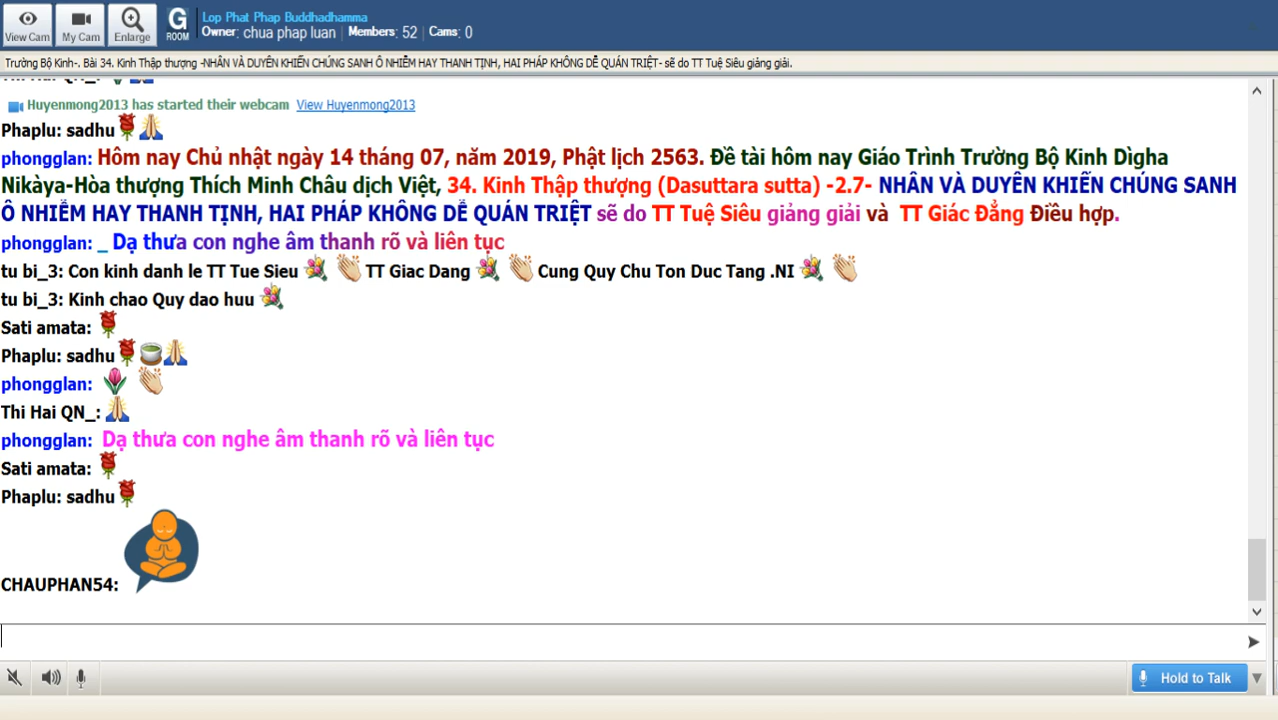 View Cam
My Cam
Enlarge
G
ROOM
Lop Phat Phap Buddhadhamma
Owner: chua phap luan | Members: 52 | Cams: 0
Trường Bộ Kinh-. Bài 34. Kinh Thập thượng -NHÂN VÀ DUYÊN KHIẾN CHÚNG SANH Ô NHIỄM HAY THANH TỊNH, HAI PHÁP KHÔNG DỄ QUÁN TRIỆT- sẽ do TT Tuệ Siêu giảng giải.
Huyenmong2013 has started their webcam View Huyenmong2013
Phaplu: sadhu
phongglan: Hôm nay Chủ nhật ngày 14 tháng 07, năm 2019, Phật lịch 2563. Đề tài hôm nay Giáo Trình Trường Bộ Kinh Dìgha
Nikàya-Hòa thượng Thích Minh Châu dịch Việt, 34. Kinh Thập thượng (Dasuttara sutta) -2.7- NHÂN VÀ DUYÊN KHIẾN CHÚNG SANH
Ô NHIỄM HAY THANH TỊNH, HAI PHÁP KHÔNG DỄ QUÁN TRIỆT sẽ do TT Tuệ Siêu giảng giải và TT Giác Đẳng Điều hợp.
phongglan: _ Dạ thưa con nghe âm thanh rõ và liên tục
tu bi_3: Con kinh danh le TT Tue Sieu TT Giac Dang Cung Quy Chu Ton Duc Tang .NI
tu bi_3: Kinh chao Quy dao huu
Sati amata:
Phaplu: sadhu
phongglan:
Thi Hai QN_:
phongglan: Dạ thưa con nghe âm thanh rõ và liên tục
Sati amata:
Phaplu: sadhu
CHAUPHAN54:
Hold to Talk